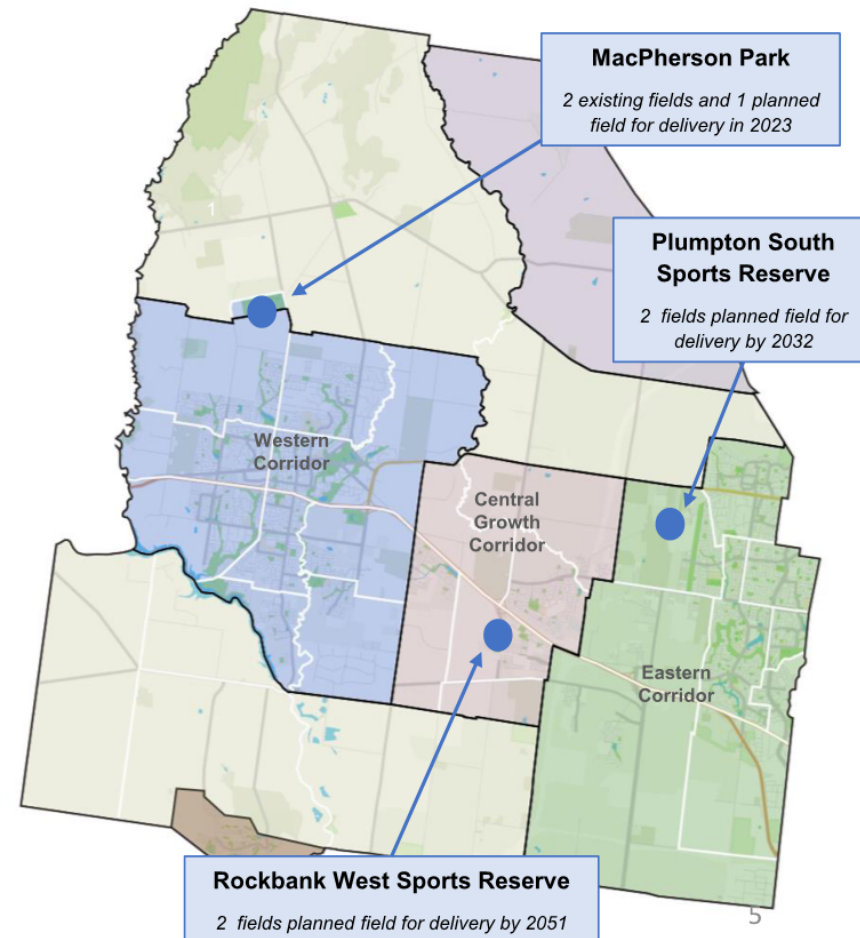 MacPherson Park
2 existing fields and 1 planned
field for delivery in 2023
1
Plumpton South
Sports Reserve
2  fields planned field for
delivery by 2032
Western
Corridor
Central
Growth
Corridor
Eastern
Corridor
Rockbank West Sports Reserve
2  fields planned field for delivery by 2051
5